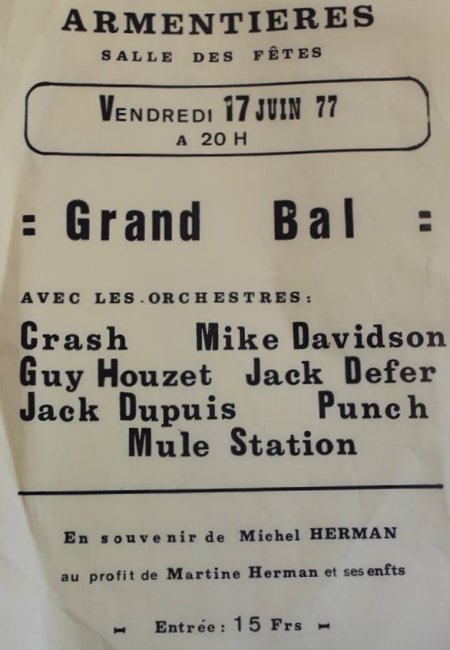 ARMENTIERES
SALLE DES FÊTES
VENDREDI 17 JUIN 77
A 20 H
= Grand Bal =
AVEC LES.ORCHESTRES:
Crash Mike Davidson
Guy Houzet Jack Defer
Jack Dupuis Punch
Mule Station
En souvenir de Michel HERMAN
au profit de Martine Herman et ses enfts
- Entrée: 15 Frs -